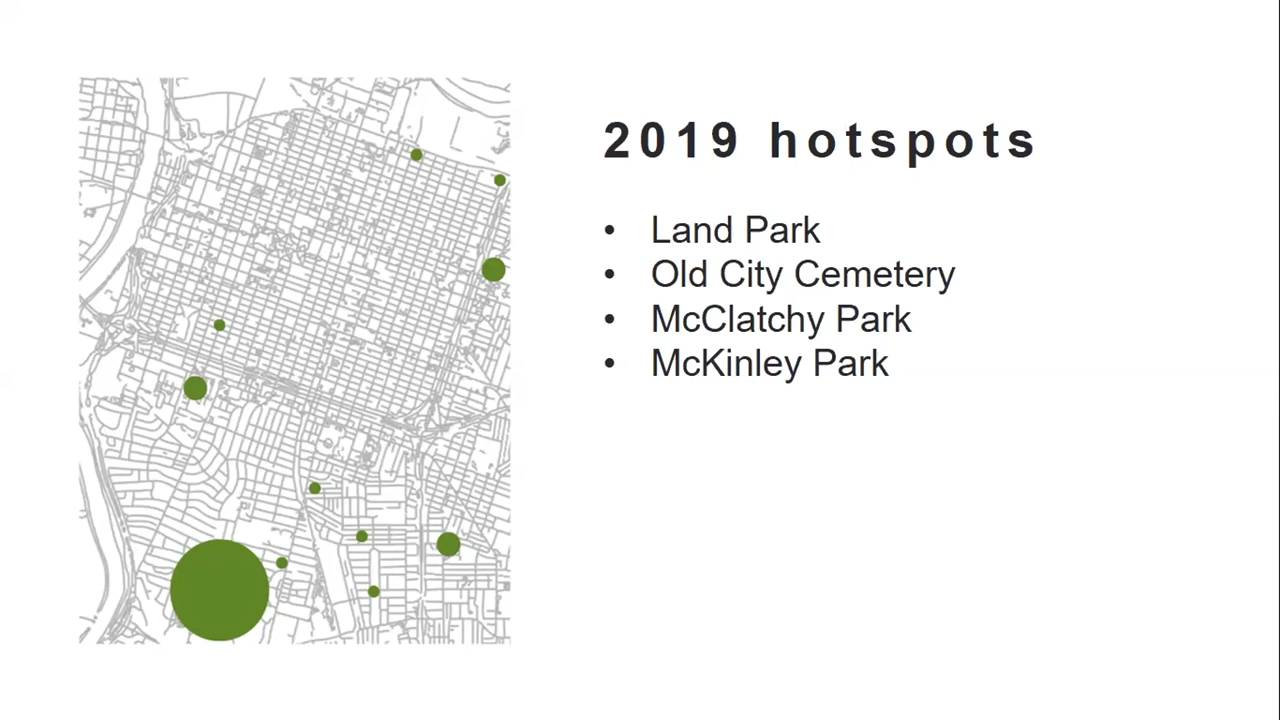 2019 hotspots
• Land Park
• Old City Cemetery
• McClatchy Park
• McKinley Park